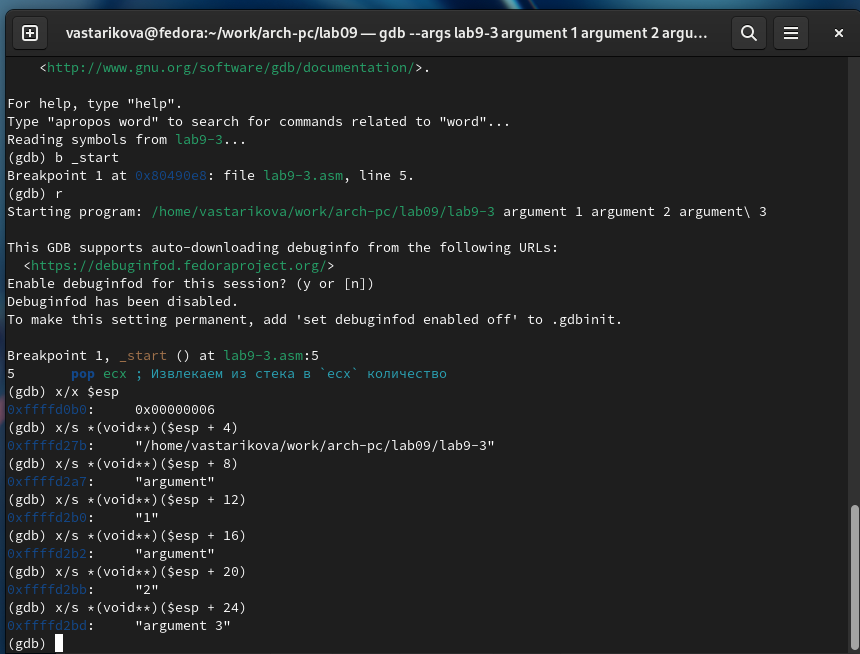 vastarikova@fedora:~/work/arch-pc/lab09 — gdb --args lab9-3 argument 1 argument 2 argu...
<http://www.gnu.org/software/gdb/documentation/>.
For help, type "help".
Type "apropos word" to search for commands related to "word"...
Reading symbols from lab9-3...
(gdb) b _start
Breakpoint 1 at 0x80490e8: file lab9-3.asm, line 5.
(gdb) r
Starting program: /home/vastarikova/work/arch-pc/lab09/lab9-3 argument 1 argument 2 argument\ 3
This GDB supports auto-downloading debuginfo from the following URLs:
<https://debuginfod.fedoraproject.org/>
Enable debuginfod for this session? (y or [n])
Debuginfod has been disabled.
To make this setting permanent, add 'set debuginfod enabled off' to .gdbinit.
Breakpoint 1, _start () at lab9-3.asm:5
5 pop ecx ; Извлекаем из стека в `ecx` количество
(gdb) x/x $esp
0xffffd0b0: 0x00000006
(gdb) x/s *(void**)($esp + 4)
0xffffd27b: "/home/vastarikova/work/arch-pc/lab09/lab9-3"
(gdb) x/s *(void**)($esp + 8)
0xffffd2a7: "argument"
(gdb) x/s *(void**)($esp + 12)
0xffffd2b0: "1"
(gdb) x/s *(void**)($esp + 16)
0xffffd2b2: "argument"
(gdb) x/s *(void**)($esp + 20)
0xffffd2bb: "2"
(gdb) x/s *(void**)($esp + 24)
0xffffd2bd: "argument 3"
(gdb)